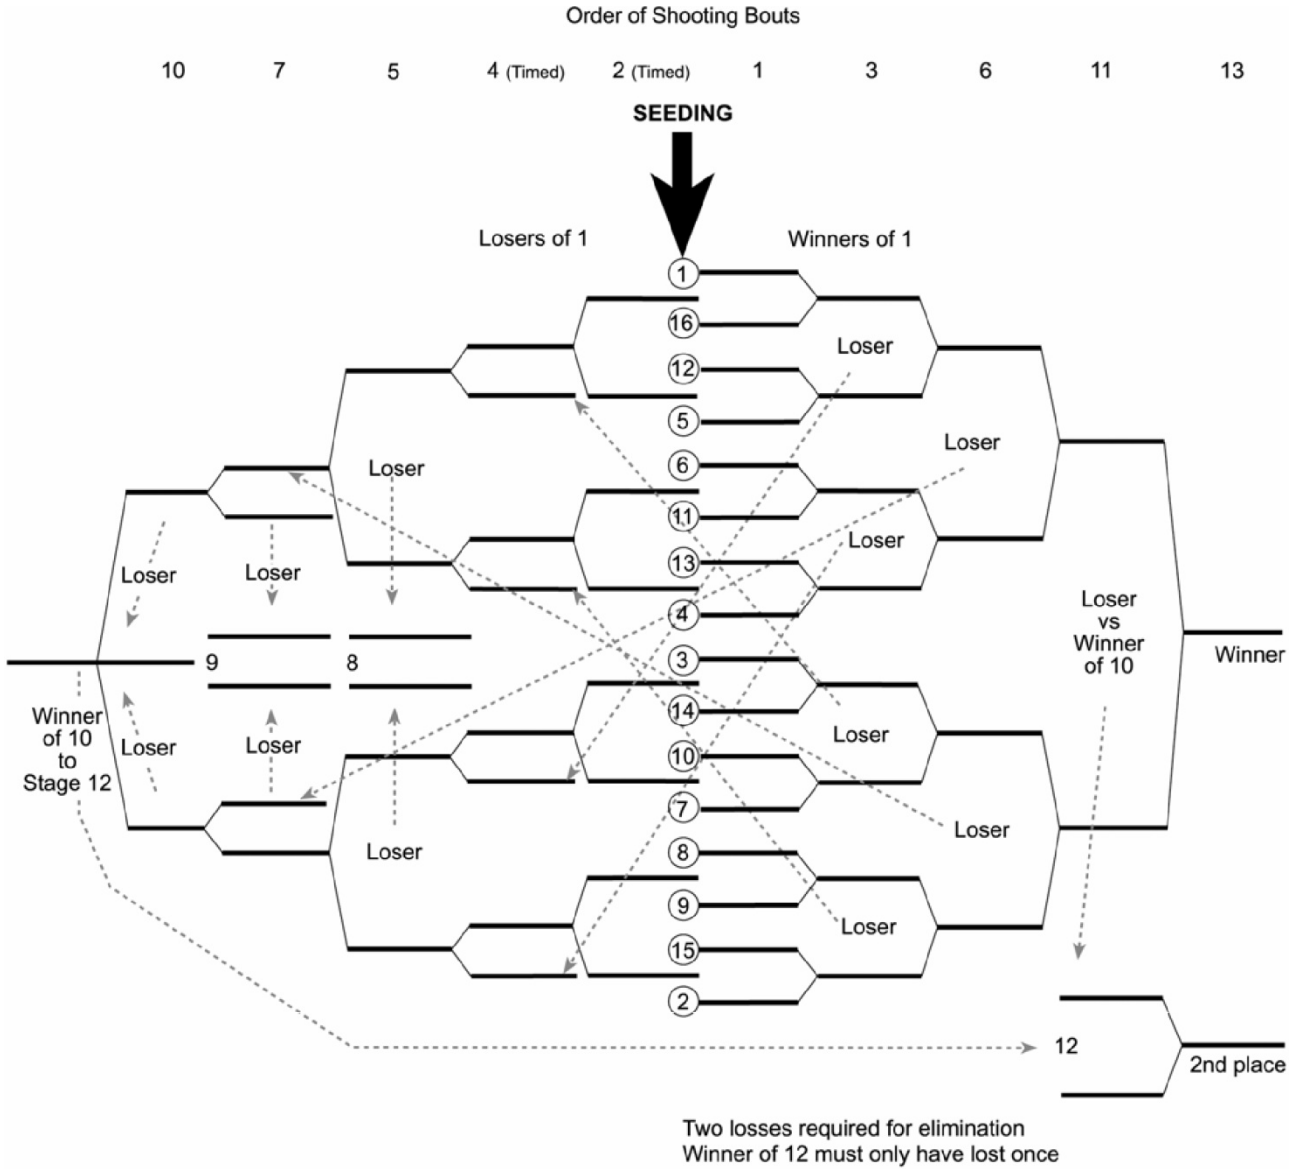 Order of Shooting Bouts
10 7 5 4 (Timed) 2 (Timed) 1 3 6 11 13
SEEDING
Losers of 1 Winners of 1
1
16
Loser
12
5
Loser
6
Loser
11
Loser
13
Loser Loser
4
Loser
vs
Winner
of 10
3
9 8
Winner
14
Winner
of 10
to
Stage 12
Loser Loser
Loser
10
7
Loser
8
Loser
9
Loser
15
2
12
2nd place
Two losses required for elimination
Winner of 12 must only have lost once